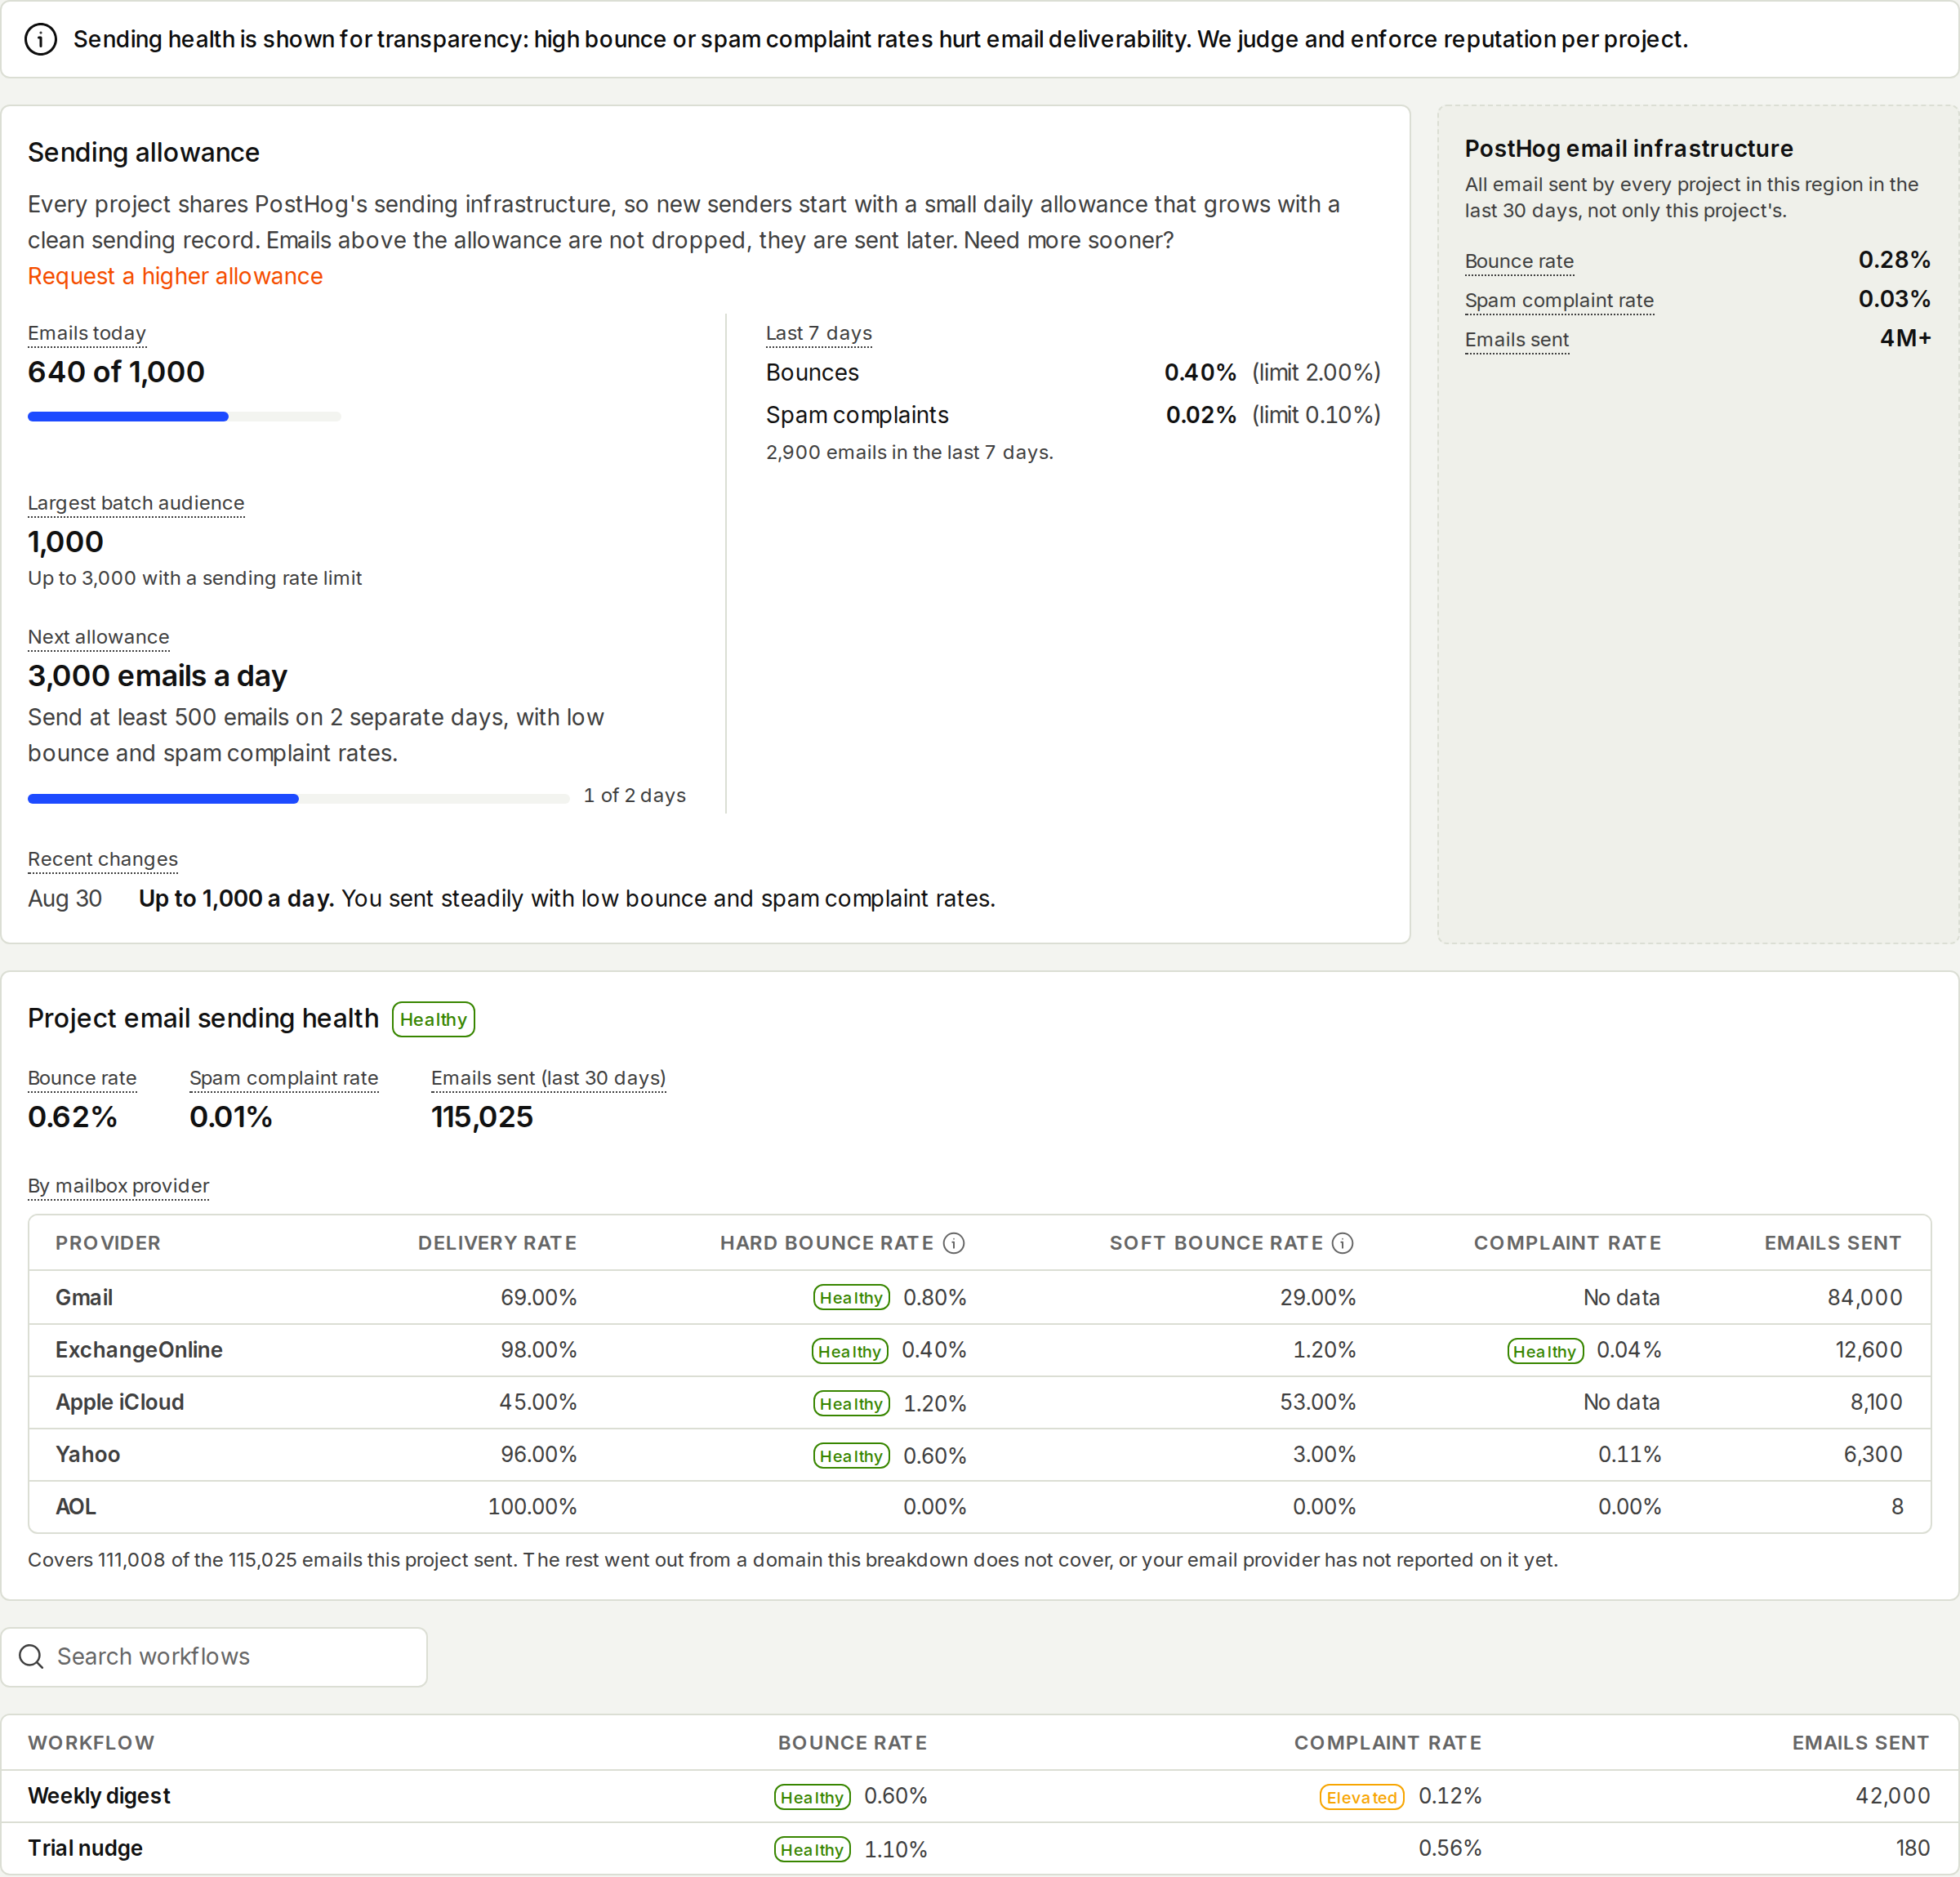 Sending health is shown for transparency: high bounce or spam complaint rates hurt email deliverability. We judge and enforce reputation per project.
Sending allowance
Every project shares PostHog's sending infrastructure, so new senders start with a small daily allowance that grows with a
clean sending record. Emails above the allowance are not dropped, they are sent later. Need more sooner?
Request a higher allowance
Emails today
640 of 1,000
Largest batch audience
1,000
Up to 3,000 with a sending rate limit
Next allowance
3,000 emails a day
Send at least 500 emails on 2 separate days, with low
bounce and spam complaint rates.
1 of 2 days
Last 7 days
Bounces 0.40% (limit 2.00%)
Spam complaints 0.02% (limit 0.10%)
2,900 emails in the last 7 days.
Recent changes
Aug 30 Up to 1,000 a day. You sent steadily with low bounce and spam complaint rates.
PostHog email infrastructure
All email sent by every project in this region in the
last 30 days, not only this project's.
Bounce rate 0.28%
Spam complaint rate 0.03%
Emails sent 4M+
Project email sending health Healthy
Bounce rate Spam complaint rate Emails sent (last 30 days)
0.62% 0.01% 115,025
By mailbox provider
PROVIDER DELIVERY RATE HARD BOUNCE RATE SOFT BOUNCE RATE COMPLAINT RATE EMAILS SENT
Gmail 69.00% Healthy 0.80% 29.00% No data 84,000
ExchangeOnline 98.00% Healthy 0.40% 1.20% Healthy 0.04% 12,600
Apple iCloud 45.00% Healthy 1.20% 53.00% No data 8,100
Yahoo 96.00% Healthy 0.60% 3.00% 0.11% 6,300
AOL 100.00% 0.00% 0.00% 0.00% 8
Covers 111,008 of the 115,025 emails this project sent. The rest went out from a domain this breakdown does not cover, or your email provider has not reported on it yet.
Search workflows
WORKFLOW BOUNCE RATE COMPLAINT RATE EMAILS SENT
Weekly digest Healthy 0.60% Elevated 0.12% 42,000
Trial nudge Healthy 1.10% 0.56% 180